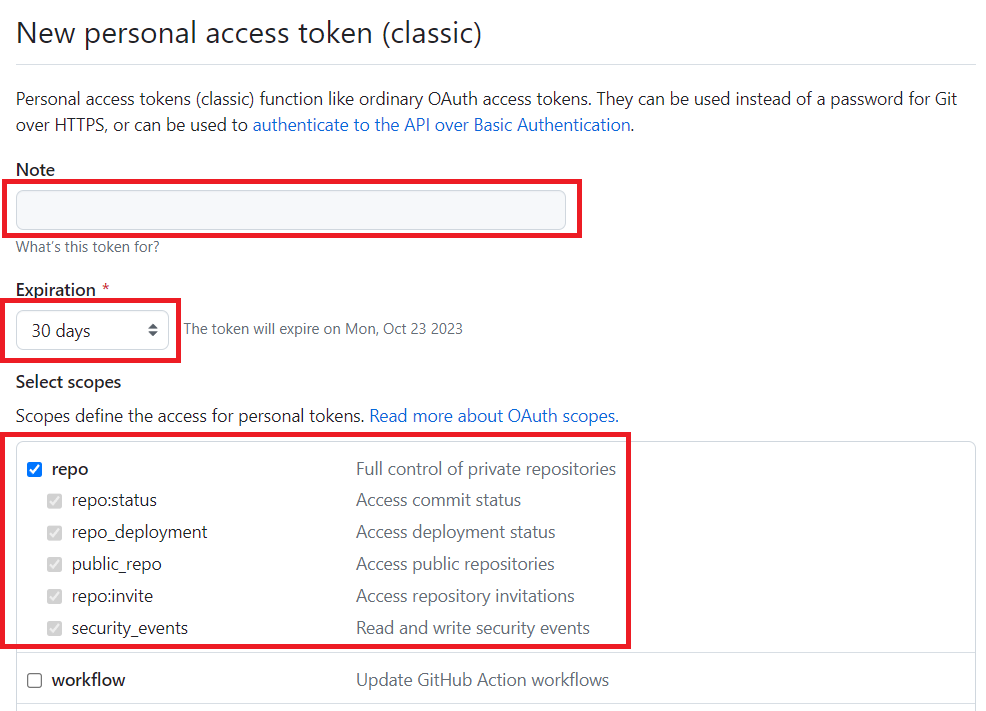 New personal access token (classic)
Personal access tokens (classic) function like ordinary OAuth access tokens. They can be used instead of a password for Git
over HTTPS, or can be used to authenticate to the API over Basic Authentication.
Note
What's this token for?
Expiration *
30 days The token will expire on Mon, Oct 23 2023
Select scopes
Scopes define the access for personal tokens. Read more about OAuth scopes.
repo Full control of private repositories
repo:status Access commit status
repo_deployment Access deployment status
public_repo Access public repositories
repo:invite Access repository invitations
security_events Read and write security events
workflow Update GitHub Action workflows